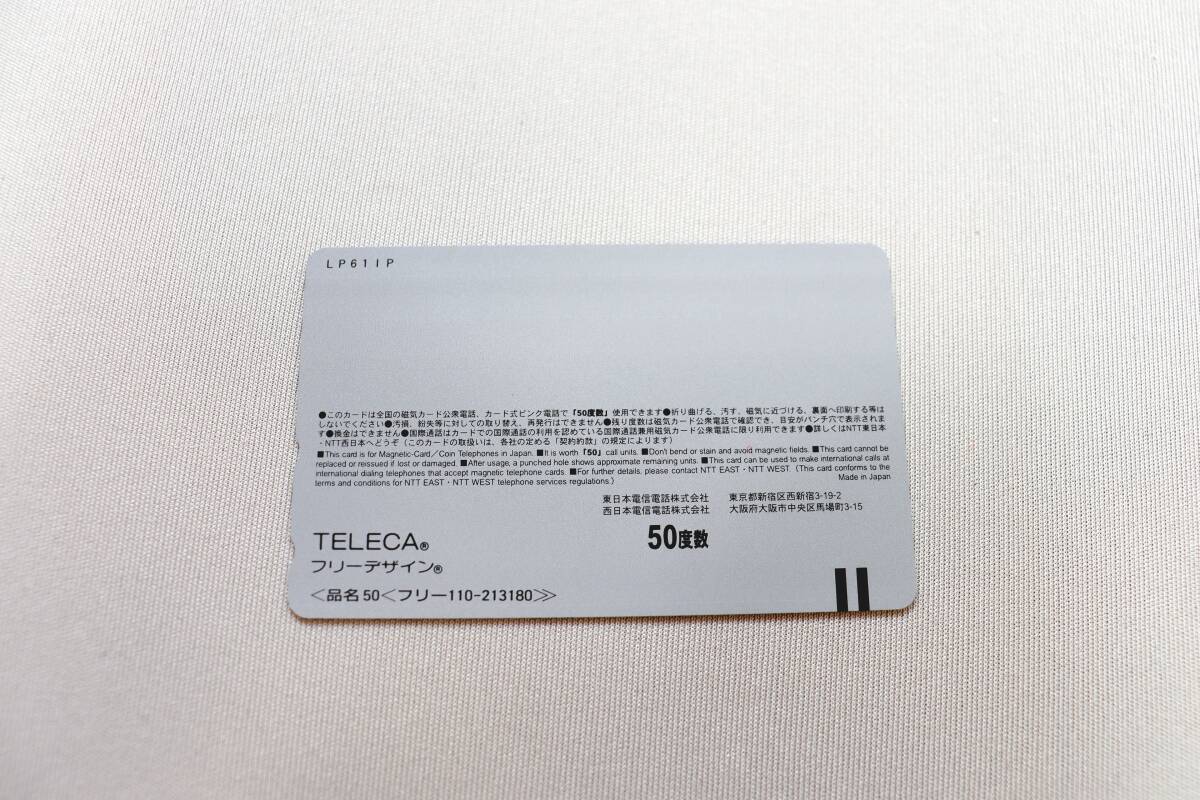 LP61IP
●このカードは全国の磁気カード公衆電話、カード式ピンク電話で「50度数」使用できます●折り曲げる、汚す、磁気に近づける、裏面へ印刷する等は
しないでください●汚損、紛失等に対しての取り替え、再発行はできません●残り度数は磁気カード公衆電話で確認でき、目安がパンチ穴で表示されま
す●換金はできません●国際通話はカードでの国際通話の利用を認めている国際通話兼用磁気カード公衆電話に限り利用できます●詳しくはNTT東日本
・NTT西日本へどうぞ（このカードの取扱いは、各社の定める「契約約款」の規定によります）
■This card is for Magnetic-Card／Coin Telephones in Japan. ■It is worth「50」call units. ■Don't bend or stain and avoid magnetic fields. ■This card cannot be
replaced or reissued if lost or damaged. ■After usage, a punched hole shows approximate remaining units. ■This card can be used to make international calls at
international dialing telephones that accept magnetic telephone cards. ■For further details, please contact NTT EAST・NTT WEST.（This card conforms to the
terms and conditions for NTT EAST・NTT WEST telephone services regulations.） Made in Japan
東日本電信電話株式会社 東京都新宿区西新宿3-19-2
西日本電信電話株式会社 大阪府大阪市中央区馬場町3-15
50度数
TELECA®
フリーデザイン®
＜品名50＜フリー110-213180≫